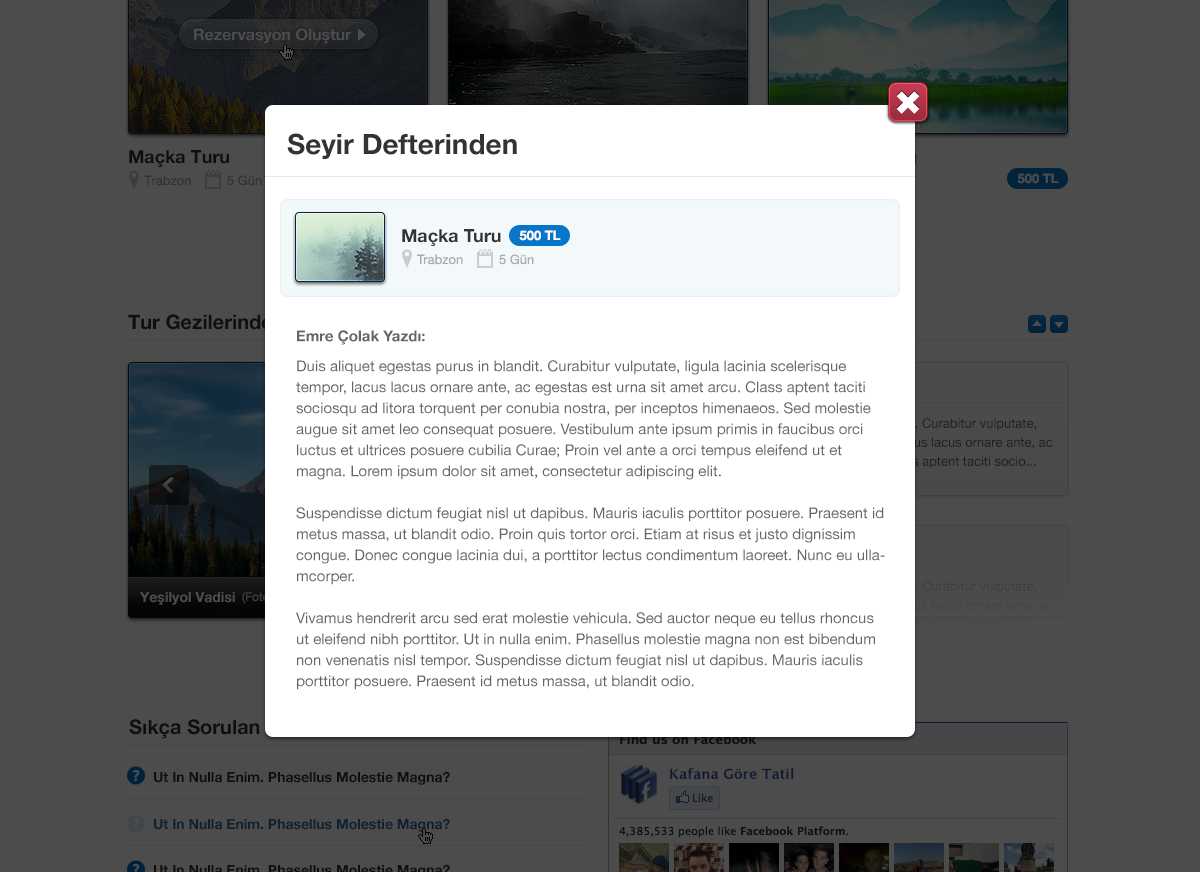 Rezervasyon Oluştur
Seyir Defterinden
Maçka Turu
Trabzon 5 Gün
500 TL
Maçka Turu 500 TL
Trabzon 5 Gün
Tur Gezilerinde
Emre Çolak Yazdı:
Duis aliquet egestas purus in blandit. Curabitur vulputate, ligula lacinia scelerisque
tempor, lacus lacus ornare ante, ac egestas est urna sit amet arcu. Class aptent taciti
sociosqu ad litora torquent per conubia nostra, per inceptos himenaeos. Sed molestie
augue sit amet leo consequat posuere. Vestibulum ante ipsum primis in faucibus orci
luctus et ultrices posuere cubilia Curae; Proin vel ante a orci tempus eleifend ut et
magna. Lorem ipsum dolor sit amet, consectetur adipiscing elit.
Suspendisse dictum feugiat nisl ut dapibus. Mauris iaculis porttitor posuere. Praesent id
metus massa, ut blandit odio. Proin quis tortor orci. Etiam at risus et justo dignissim
congue. Donec congue lacinia dui, a porttitor lectus condimentum laoreet. Nunc eu ulla-
mcorper.
Vivamus hendrerit arcu sed erat molestie vehicula. Sed auctor neque eu tellus rhoncus
ut eleifend nibh porttitor. Ut in nulla enim. Phasellus molestie magna non est bibendum
non venenatis nisl tempor. Suspendisse dictum feugiat nisl ut dapibus. Mauris iaculis
porttitor posuere. Praesent id metus massa, ut blandit odio.
. Curabitur vulputate,
us lacus ornare ante, ac
s aptent taciti socio...
Curabitur vulputate,
us lacus ornare ante, ac
Yeşilyol Vadisi (Foto
Sıkça Sorulan
Ut In Nulla Enim. Phasellus Molestie Magna?
Ut In Nulla Enim. Phasellus Molestie Magna?
Ut In Nulla Enim. Phasellus Molestie Magna?
Find us on Facebook
Kafana Göre Tatil
Like
4,385,533 people like Facebook Platform.